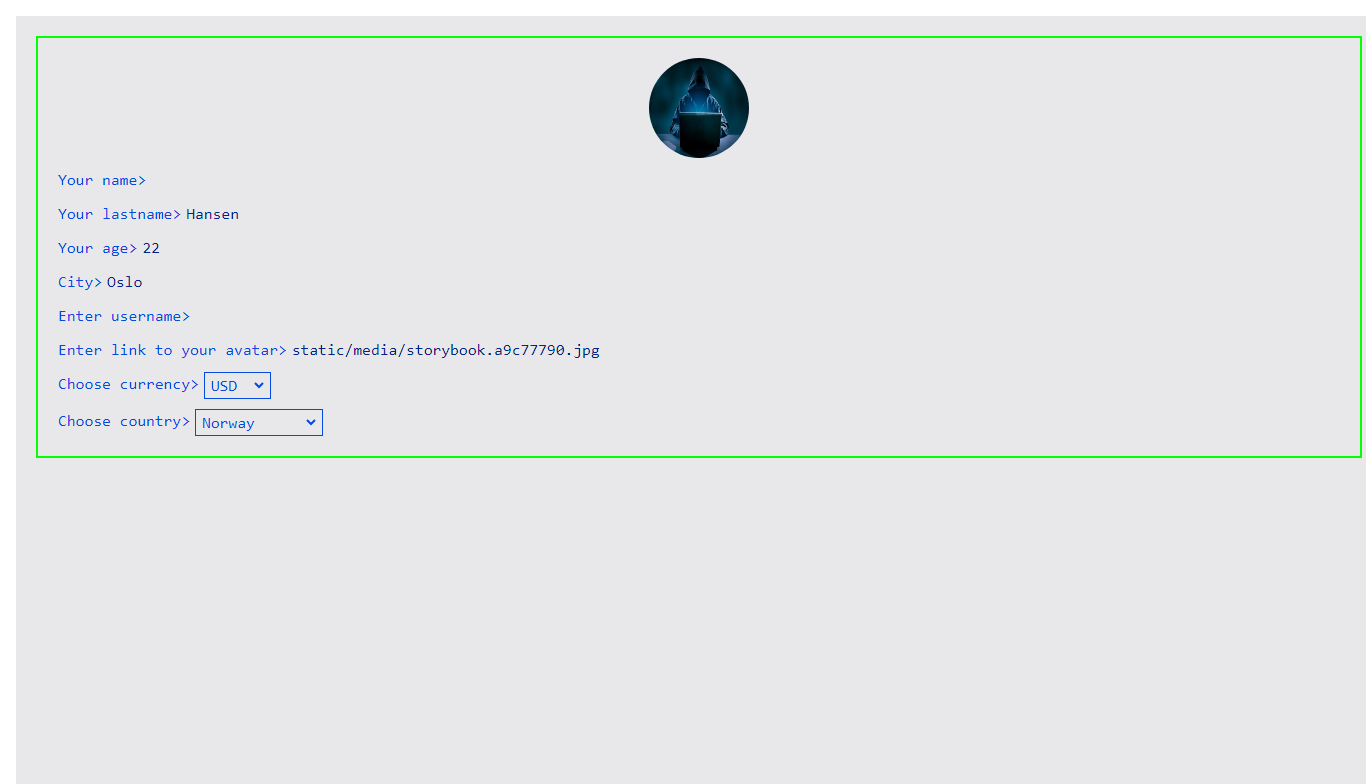 Your name>
Your lastname> Hansen
Your age> 22
City> Oslo
Enter username>
Enter link to your avatar> static/media/storybook.a9c77790.jpg
Choose currency> USD
Choose country> Norway